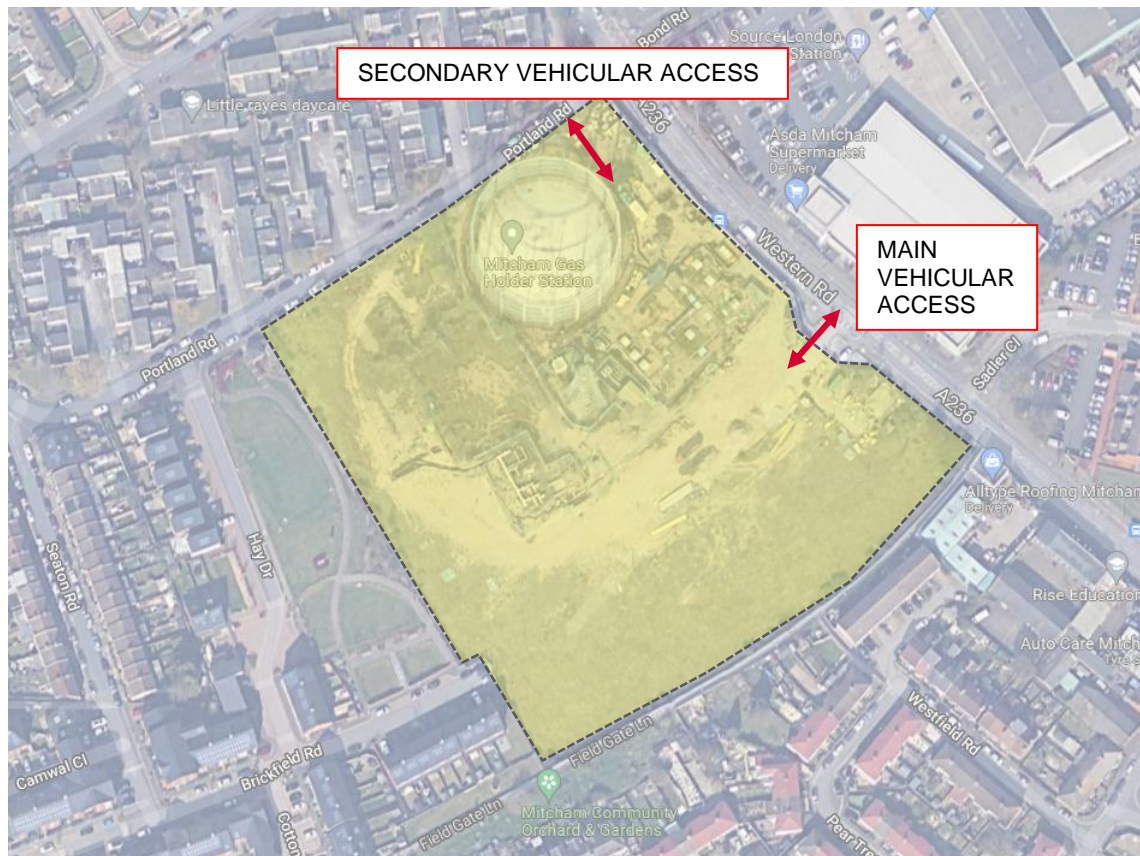 Bond Rd
Source London
Station
SECONDARY VEHICULAR ACCESS
A236
Little rayes daycare
Portland Rd
Asda Mitcham
Supermarket
Delivery
Western Rd
MAIN
VEHICULAR
ACCESS
Mitcham Gas
Holder Station
Portland Rd
Sadler Cl
A236
Alltype Roofing Mitcham
Delivery
Hay Dr
Seaton Rd
Rise Education
Auto Care Mitch
Tyre S
Westfield Rd
Field Gate Ln
Brickfield Rd
Camwal Cl
Mitcham Community
Orchard & Gardens
Field Gate Ln
Cotton
Pear Tre